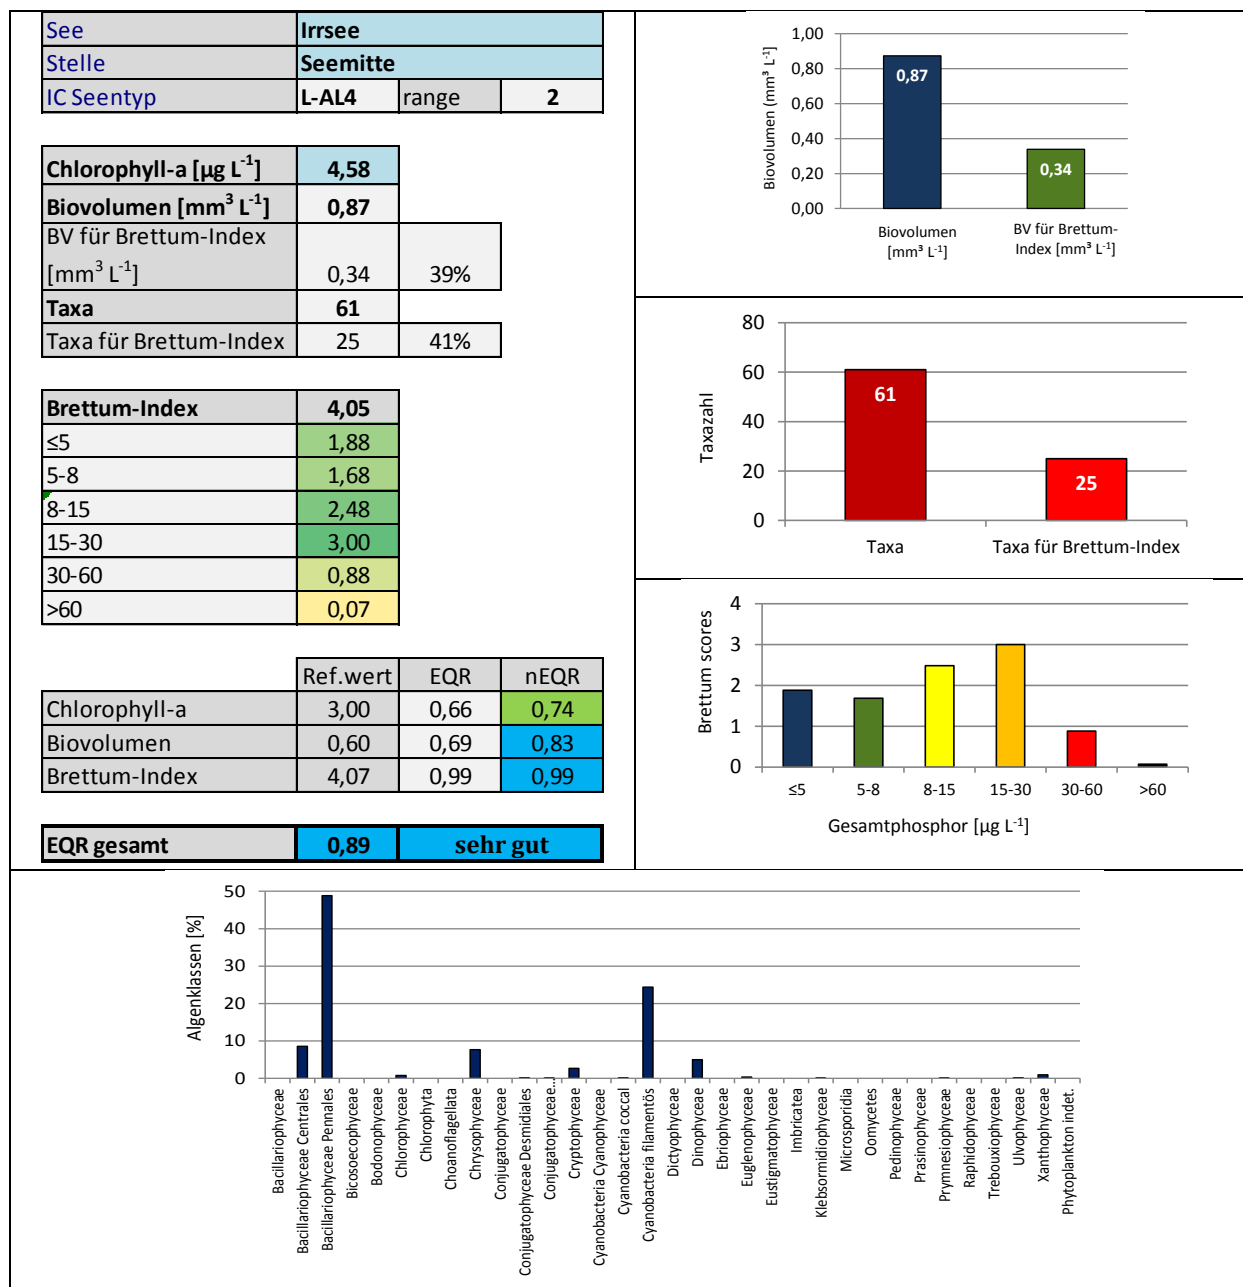 See Irrsee
Stelle Seemitte
IC Seentyp L-AL4 range 2
Chlorophyll-a [µg L⁻¹] 4,58
Biovolumen [mm³ L⁻¹] 0,87
BV für Brettum-Index
[mm³ L⁻¹] 0,34 39%
Taxa 61
Taxa für Brettum-Index 25 41%
Brettum-Index 4,05
≤5 1,88
5-8 1,68
8-15 2,48
15-30 3,00
30-60 0,88
>60 0,07
Ref.wert EQR nEQR
Chlorophyll-a 3,00 0,66 0,74
Biovolumen 0,60 0,69 0,83
Brettum-Index 4,07 0,99 0,99
EQR gesamt 0,89 sehr gut
Biovolumen (mm³ L⁻¹]
1,00
0,80
0,60
0,40
0,20
0,00
0,87
0,34
Biovolumen
[mm³ L⁻¹]
BV für Brettum-
Index [mm³ L⁻¹]
Taxazahl
80
60
40
20
0
61
25
Taxa
Taxa für Brettum-Index
Brettum scores
4
3
2
1
0
≤5 5-8 8-15 15-30 30-60 >60
Gesamtphosphor [µg L⁻¹]
Algenklassen [%]
50
40
30
20
10
0
Bacillariophyceae
Bacillariophyceae Centrales
Bacillariophyceae Pennales
Bicosoecophyceae
Bodonophyceae
Chlorophyceae
Chlorophyta
Choanoflagellata
Chrysophyceae
Conjugatophyceae
Conjugatophyceae Desmidiales
Conjugatophyceae...
Cryptophyceae
Cyanobacteria Cyanophyceae
Cyanobacteria coccal
Cyanobacteria filamentös
Dictyophyceae
Dinophyceae
Ebriophyceae
Euglenophyceae
Eustigmatophyceae
Imbricatea
Klebsormidiophyceae
Microsporidia
Oomycetes
Pedinophyceae
Prasinophyceae
Prymnesiophyceae
Raphidophyceae
Trebouxiophyceae
Ulvophyceae
Xanthophyceae
Phytoplankton indet.